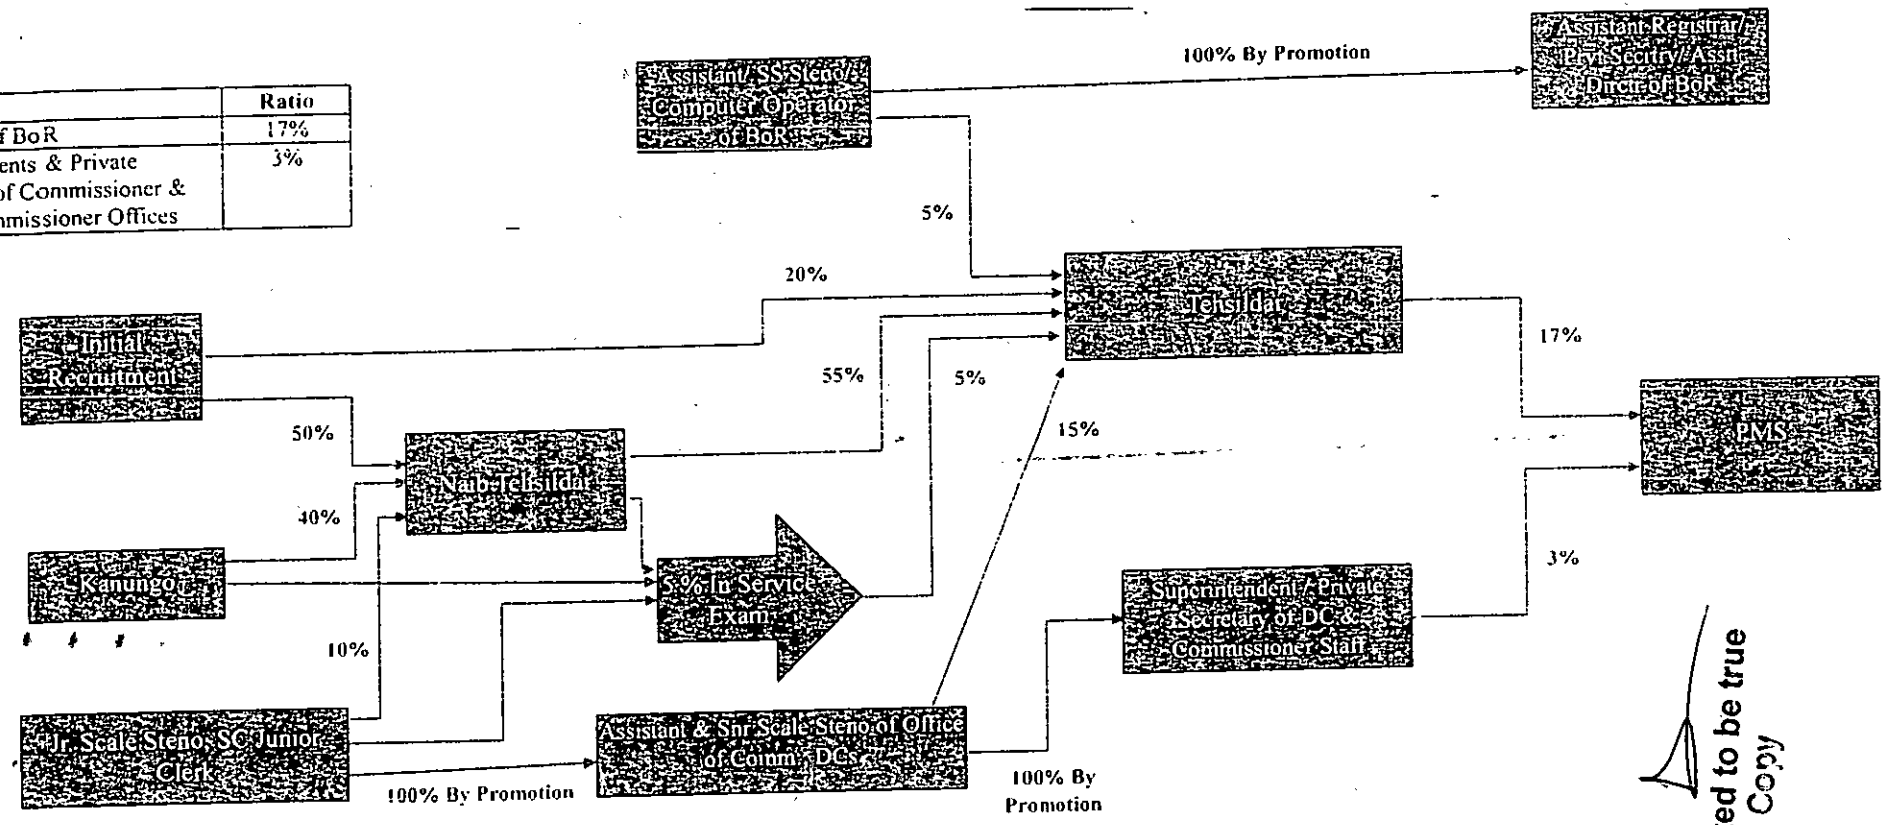 Ratio
f BoR 17%
ents & Private 3%
of Commissioner &
mmissioner Offices
Assistant/ SS Steno/
Computer Operator
of BoR
100% By Promotion
Assistant Registrar/
Prvt Secrtry/ Asstt
Dirctr of BoR
5%
20%
Initial
Recruitment
Tehsildar
17%
55%
5%
50%
15%
PMS
Naib-Tehsildar
40%
Kanungo
5 % In Service
Exam
Superintendent / Private
Secretary of DC &
Commissioner Staff
3%
10%
Jr. Scale Steno, SC Junior
Clerk
100% By Promotion
Assistant & Snr Scale Steno of Office
of Comm DCs
100% By
Promotion
ed to be true
Copy